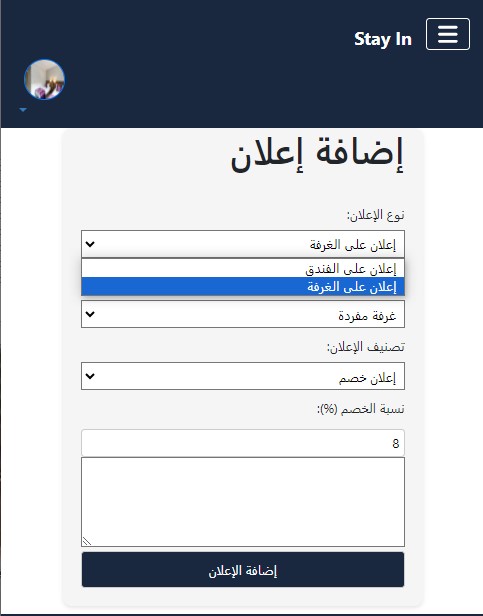 Stay In
إضافة إعلان
نوع الإعلان:
إعلان على الغرفة
إعلان على الفندق
إعلان على الغرفة
غرفة مفردة
تصنيف الإعلان:
إعلان خصم
نسبة الخصم (%):
8
إضافة الإعلان